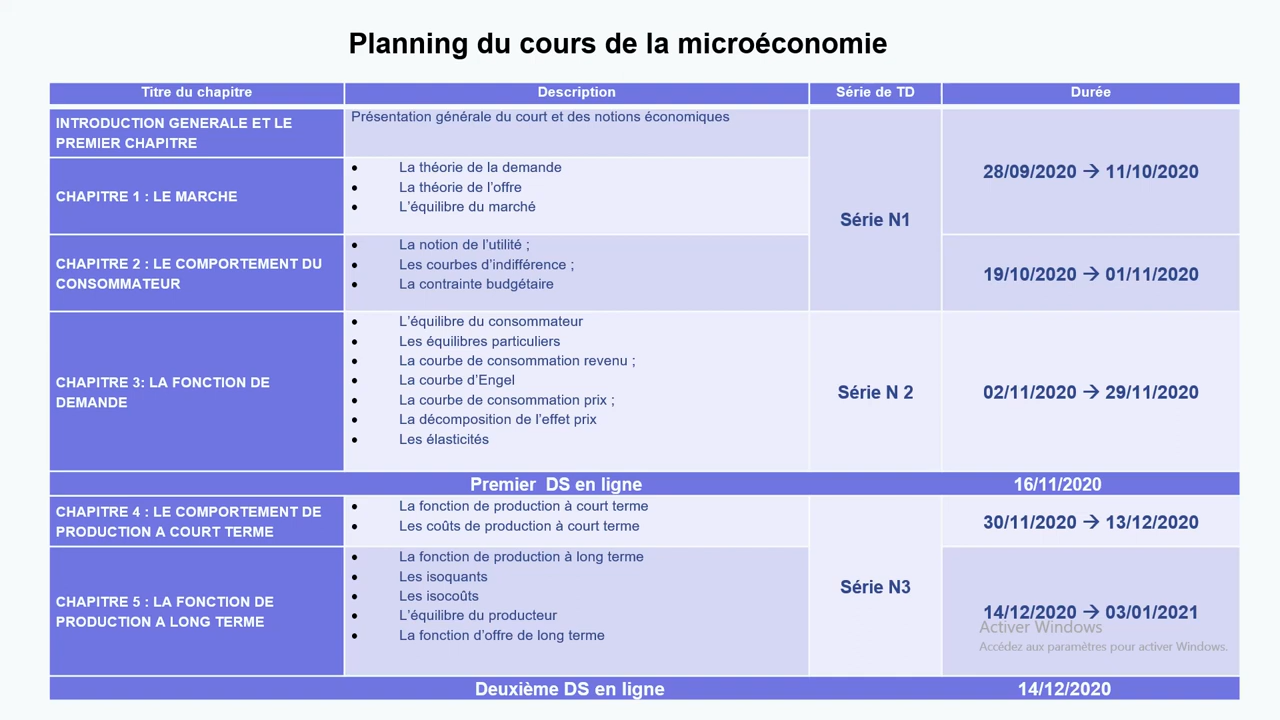 Planning du cours de la microéconomie
Titre du chapitre
Description
Série de TD
Durée
INTRODUCTION GENERALE ET LE
PREMIER CHAPITRE
Présentation générale du court et des notions économiques
Série N1
28/09/2020 → 11/10/2020
CHAPITRE 1 : LE MARCHE
• La théorie de la demande
• La théorie de l’offre
• L’équilibre du marché
CHAPITRE 2 : LE COMPORTEMENT DU
CONSOMMATEUR
• La notion de l’utilité ;
• Les courbes d’indifférence ;
• La contrainte budgétaire
19/10/2020 → 01/11/2020
CHAPITRE 3: LA FONCTION DE
DEMANDE
• L’équilibre du consommateur
• Les équilibres particuliers
• La courbe de consommation revenu ;
• La courbe d’Engel
• La courbe de consommation prix ;
• La décomposition de l’effet prix
• Les élasticités
Série N 2
02/11/2020 → 29/11/2020
Premier DS en ligne
16/11/2020
CHAPITRE 4 : LE COMPORTEMENT DE
PRODUCTION A COURT TERME
• La fonction de production à court terme
• Les coûts de production à court terme
Série N3
30/11/2020 → 13/12/2020
CHAPITRE 5 : LA FONCTION DE
PRODUCTION A LONG TERME
• La fonction de production à long terme
• Les isoquants
• Les isocoûts
• L’équilibre du producteur
• La fonction d’offre de long terme
14/12/2020 → 03/01/2021
Activer Windows
Accédez aux paramètres pour activer Windows.
Deuxième DS en ligne
14/12/2020